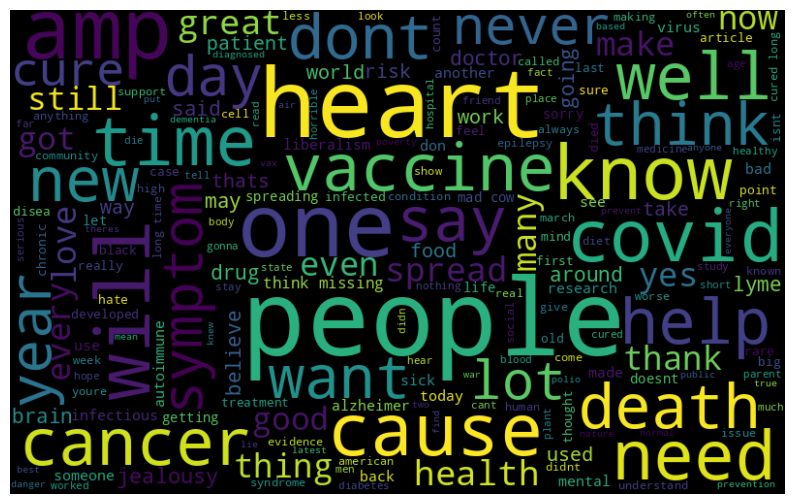 amp
dont
never
now
less
look
count
making
based
often
virus
article
diagnosed
great
patient
doctor
make
called
fact
last
cured long
cure
day
heart
well
support
put
world
risk
another
going
isnt
still
said
cell
horrible
hospital
friend
place
sure
age
anything
dementia
read
air
work
feel
sorry
always
died
think
far
got
time
die
liberalism
don
epilepsy
medicine
anyone
healthy
community
case
tell
vax
vaccine
poverty
show
know
bad
new
thats
spreading
infected
condition
mad cow
see
point
disea
way
high
may
body
one
say
many
march
take
prevent
right
let
long time
gonna
mind
diet
everyone
serious
theres
black
symptom
drug
state
even
food
first
covid
study
known
chronic
love
really
think missing
nothing
spread
life
around
yes
lyme
hate
will
stay
real
research
short
year
every
developed
believe
people
didn
social
give
worse
help
mean
use
knew
old
cured
rare
week
autoimmune
hear
war
blood
come
polio
public
big
hope
want
lot
thank
doesnt
parent
youre
sick
today
made
true
brain
infectious
getting
treatment
cant
human
thought
death
much
good
alzheimer
two
cause
find
plant
nature
normal
issue
cancer
evidence
lie
didnt
need
thing
latest
men
american
health
used
best
someone
jealousy
back
mental
understand
danger
worked
syndrome
diabetes
prevention